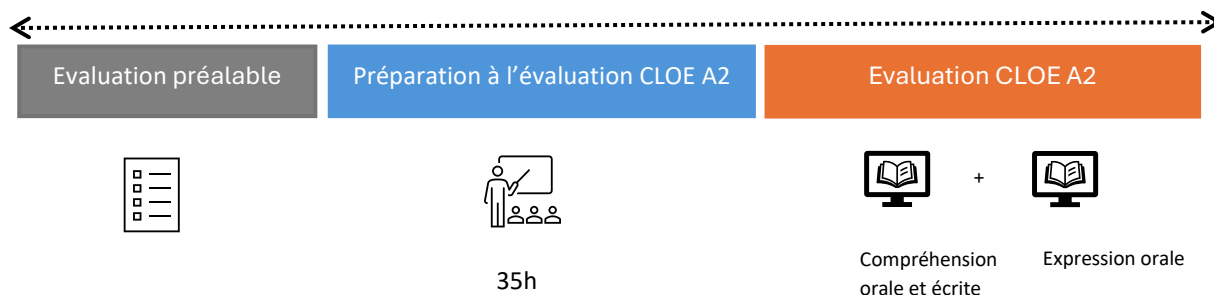 Evaluation préalable
Préparation à l'évaluation CLOE A2
Evaluation CLOE A2
+
35h
Compréhension
orale et écrite
Expression orale